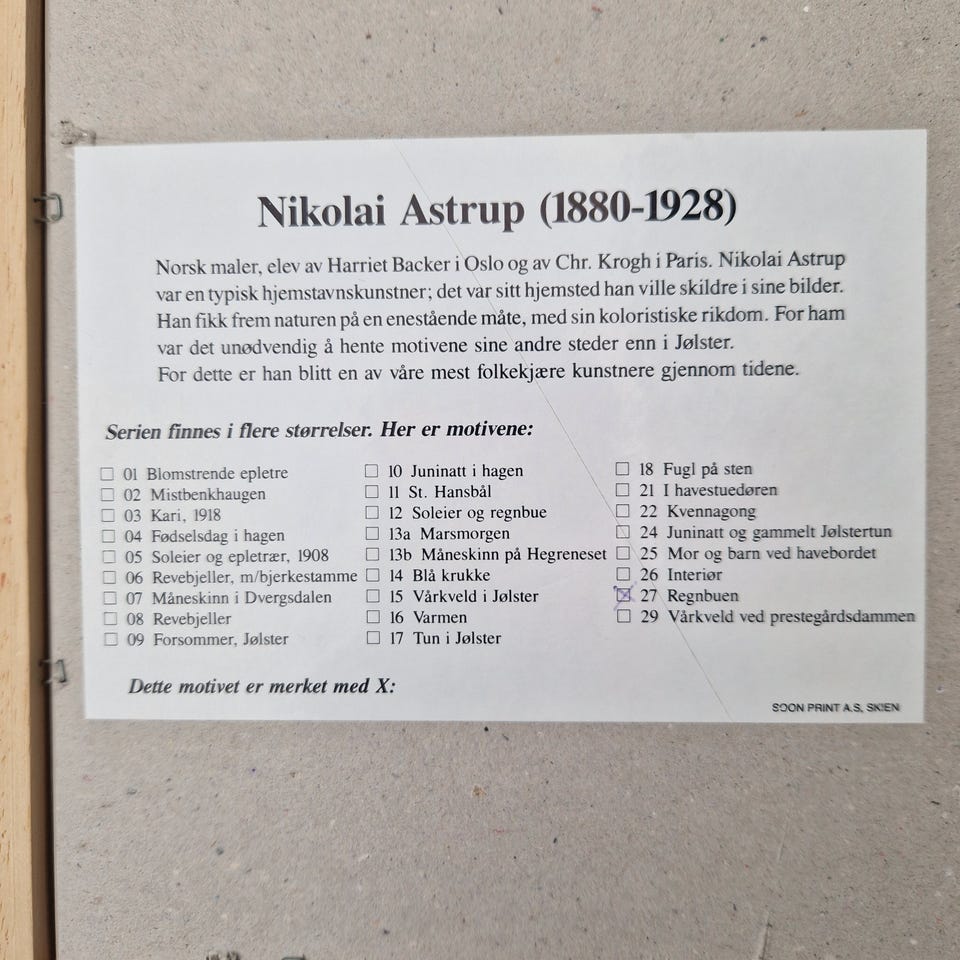 Nikolai Astrup (1880-1928)
Norsk maler, elev av Harriet Backer i Oslo og av Chr. Krogh i Paris. Nikolai Astrup
var en typisk hjemstavnskunstner; det var sitt hjemsted han ville skildre i sine bilder.
Han fikk frem naturen på en enestående måte, med sin koloristiske rikdom. For ham
var det unødvendig å hente motivene sine andre steder enn i Jølster.
For dette er han blitt en av våre mest folkekjære kunstnere gjennom tidene.
Serien finnes i flere størrelser. Her er motivene:
☐ 01 Blomstrende epletre
☐ 02 Mistbenkhaugen
☐ 03 Kari, 1918
☐ 04 Fødselsdag i hagen
☐ 05 Soleier og epletrær, 1908
☐ 06 Revebjeller, m/bjerkestamme
☐ 07 Måneskinn i Dvergsdalen
☐ 08 Revebjeller
☐ 09 Forsommer, Jølster
☐ 10 Juninatt i hagen
☐ 11 St. Hansbål
☐ 12 Soleier og regnbue
☐ 13a Marsmorgen
☐ 13b Måneskinn på Hegreneset
☐ 14 Blå krukke
☐ 15 Vårkveld i Jølster
☐ 16 Varmen
☐ 17 Tun i Jølster
☐ 18 Fugl på sten
☐ 21 I havestuedøren
☐ 22 Kvennagong
☐ 24 Juninatt og gammelt Jølstertun
☐ 25 Mor og barn ved havebordet
☐ 26 Interiør
☒ 27 Regnbuen
☐ 29 Vårkveld ved prestegårdsdammen
Dette motivet er merket med X:
SOON PRINT A.S, SKIEN